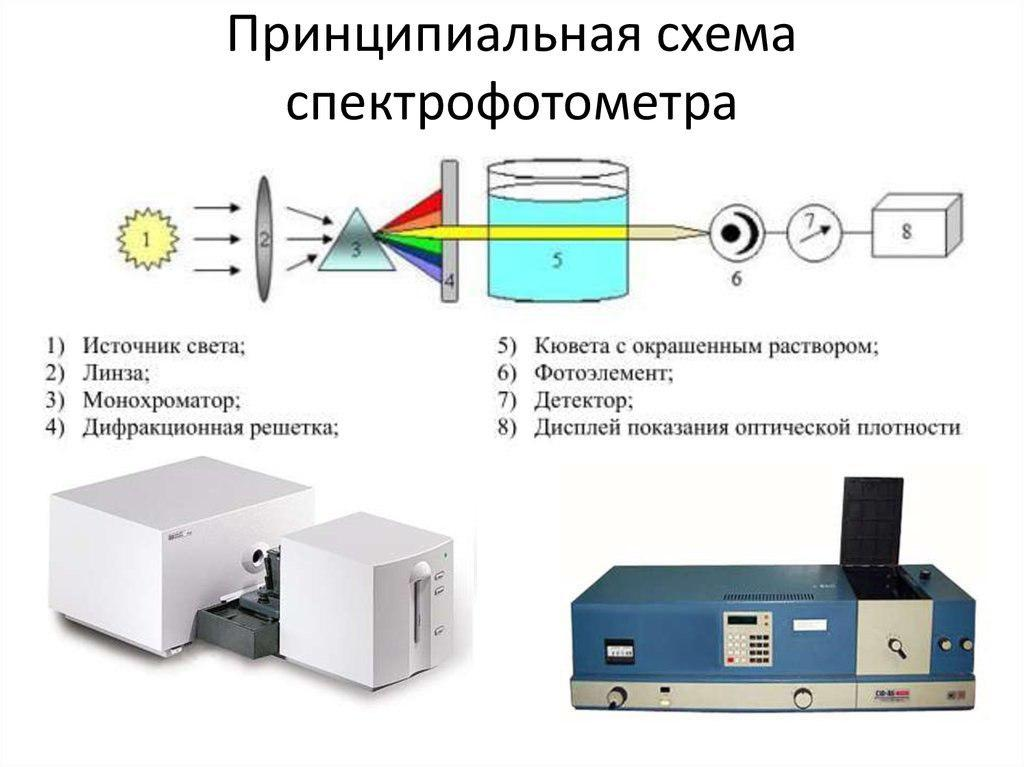 Принципиальная схема
спектрофотометра
1
2
3
4
5
6
7
8
1) Источник света;
2) Линза;
3) Монохроматор;
4) Дифракционная решетка;
5) Кювета с окрашенным раствором;
6) Фотоэлемент;
7) Детектор;
8) Дисплей показания оптической плотности